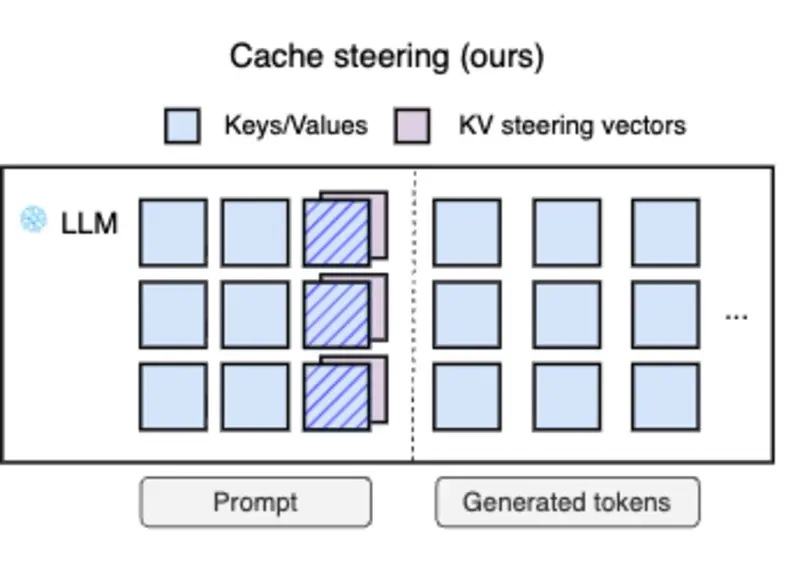 Cache steering (ours)
Keys/Values
KV steering vectors
LLM
...
Prompt
Generated tokens